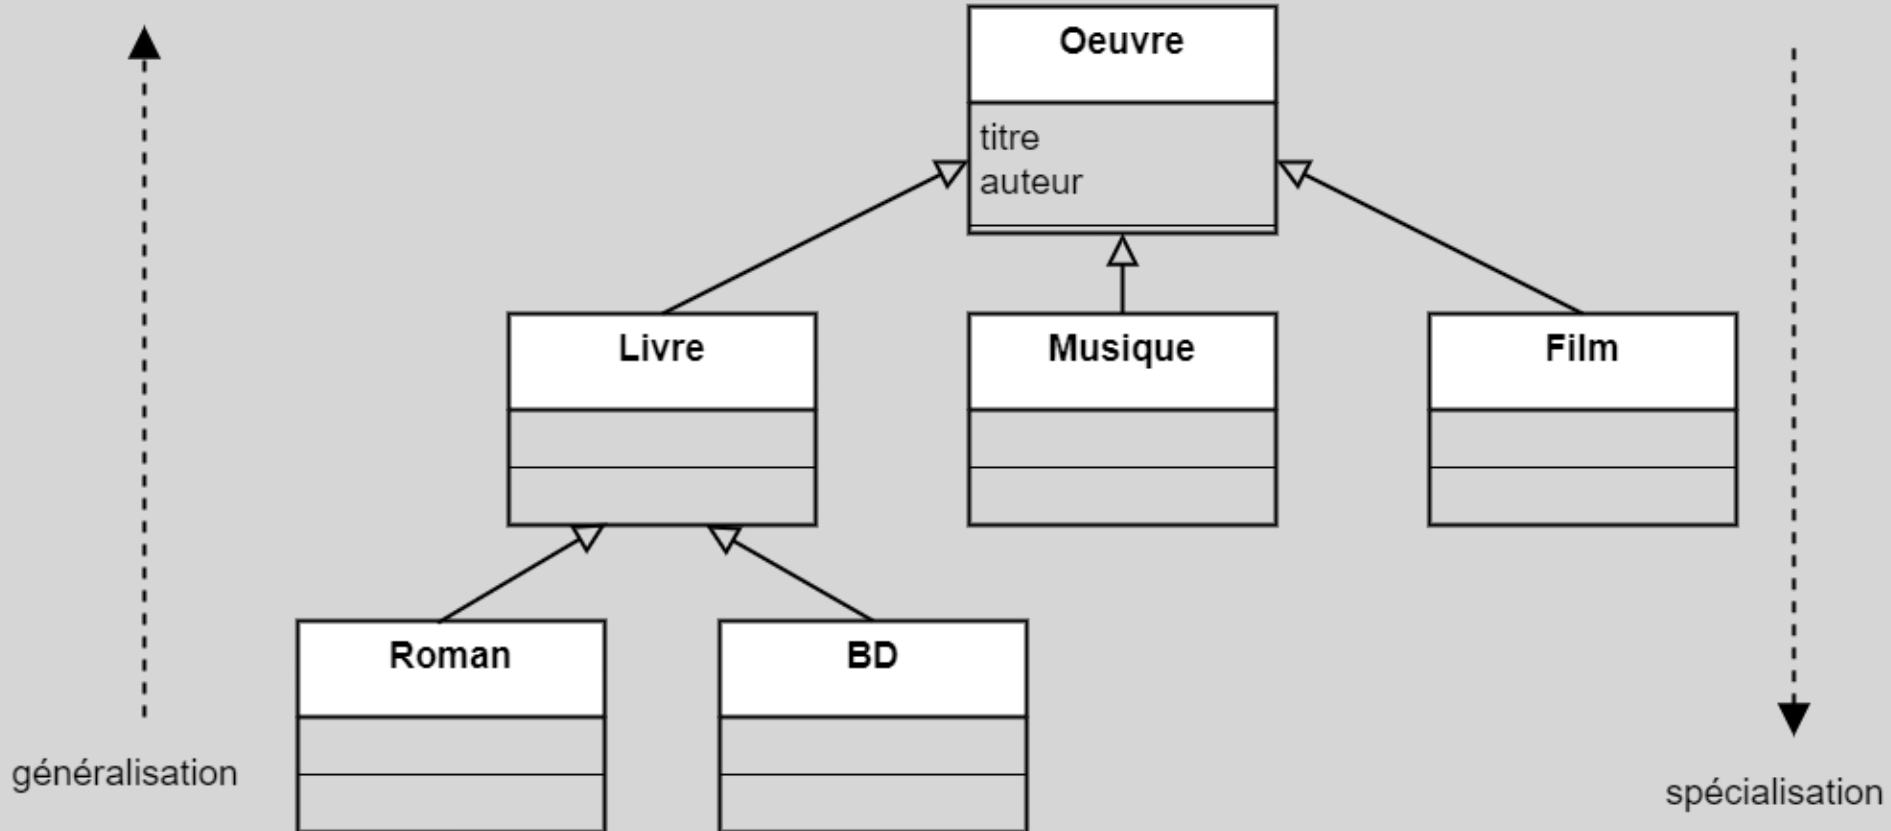 Oeuvre
titre
auteur
Livre
Musique
Film
Roman
BD
généralisation
spécialisation